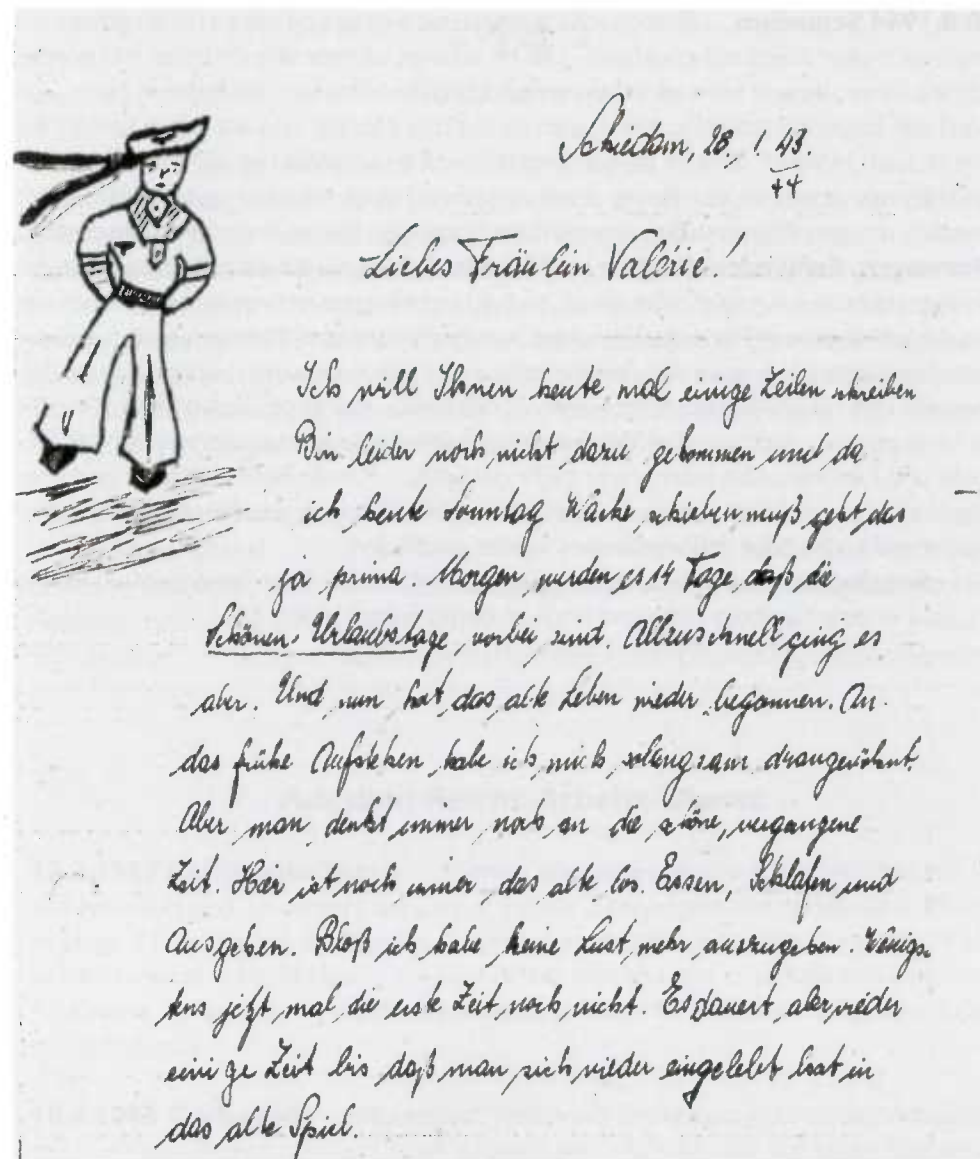 Schiedam, 28. 1. 43.
44
Liebes Fräulein Valerie!
Ich will Ihnen heute mal einige Zeilen schreiben
Bin leider noch nicht dazu gekommen und da
ich heute Sonntag Wache schieben muß geht das
ja prima. Morgen werden es 14 Tage daß die
Schönen Urlaubstage vorbei sind. Allzuschnell ging es
aber. Und nun hat das alte Leben wieder begonnen. An
das frühe Aufstehen habe ich mich solangsam drangewöhnt.
Aber man denkt immer noch an die schöne, vergangene
Zeit. Hier ist noch immer das alte los. Essen, Schlafen und
Ausgehen. Bloß ich habe keine Lust mehr auszugehen. Wenigs-
tens jetzt mal die erste Zeit noch nicht. Es dauert aber wieder
einige Zeit bis daß man sich wieder eingelebt hat in
das alte Spiel.